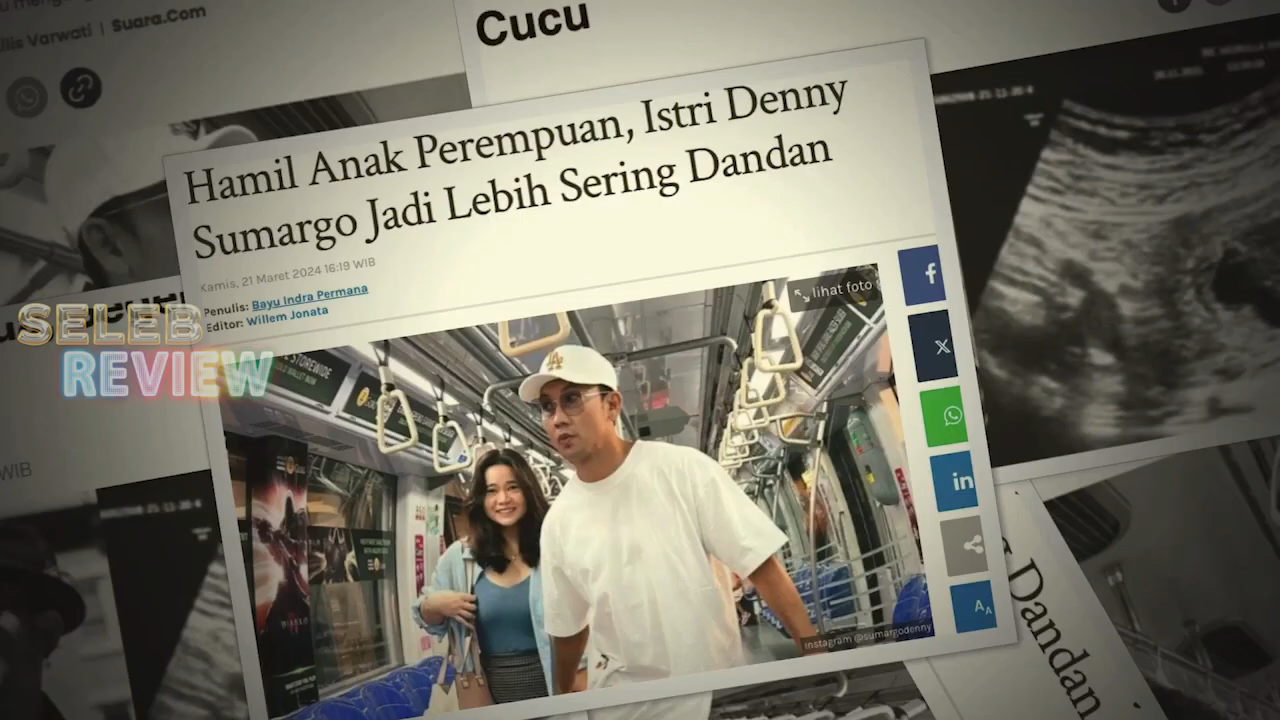 Suara.Com
Cucu
Hamil Anak Perempuan, Istri Denny
Sumargo Jadi Lebih Sering Dandan
Kamis, 21 Maret 2024 16:19 WIB
Penulis: Bayu Indra Permana
Editor: Willem Jonata
lihat foto
SELEB
REVIEW
WIB
Instagram @sumargodenny
Dandan